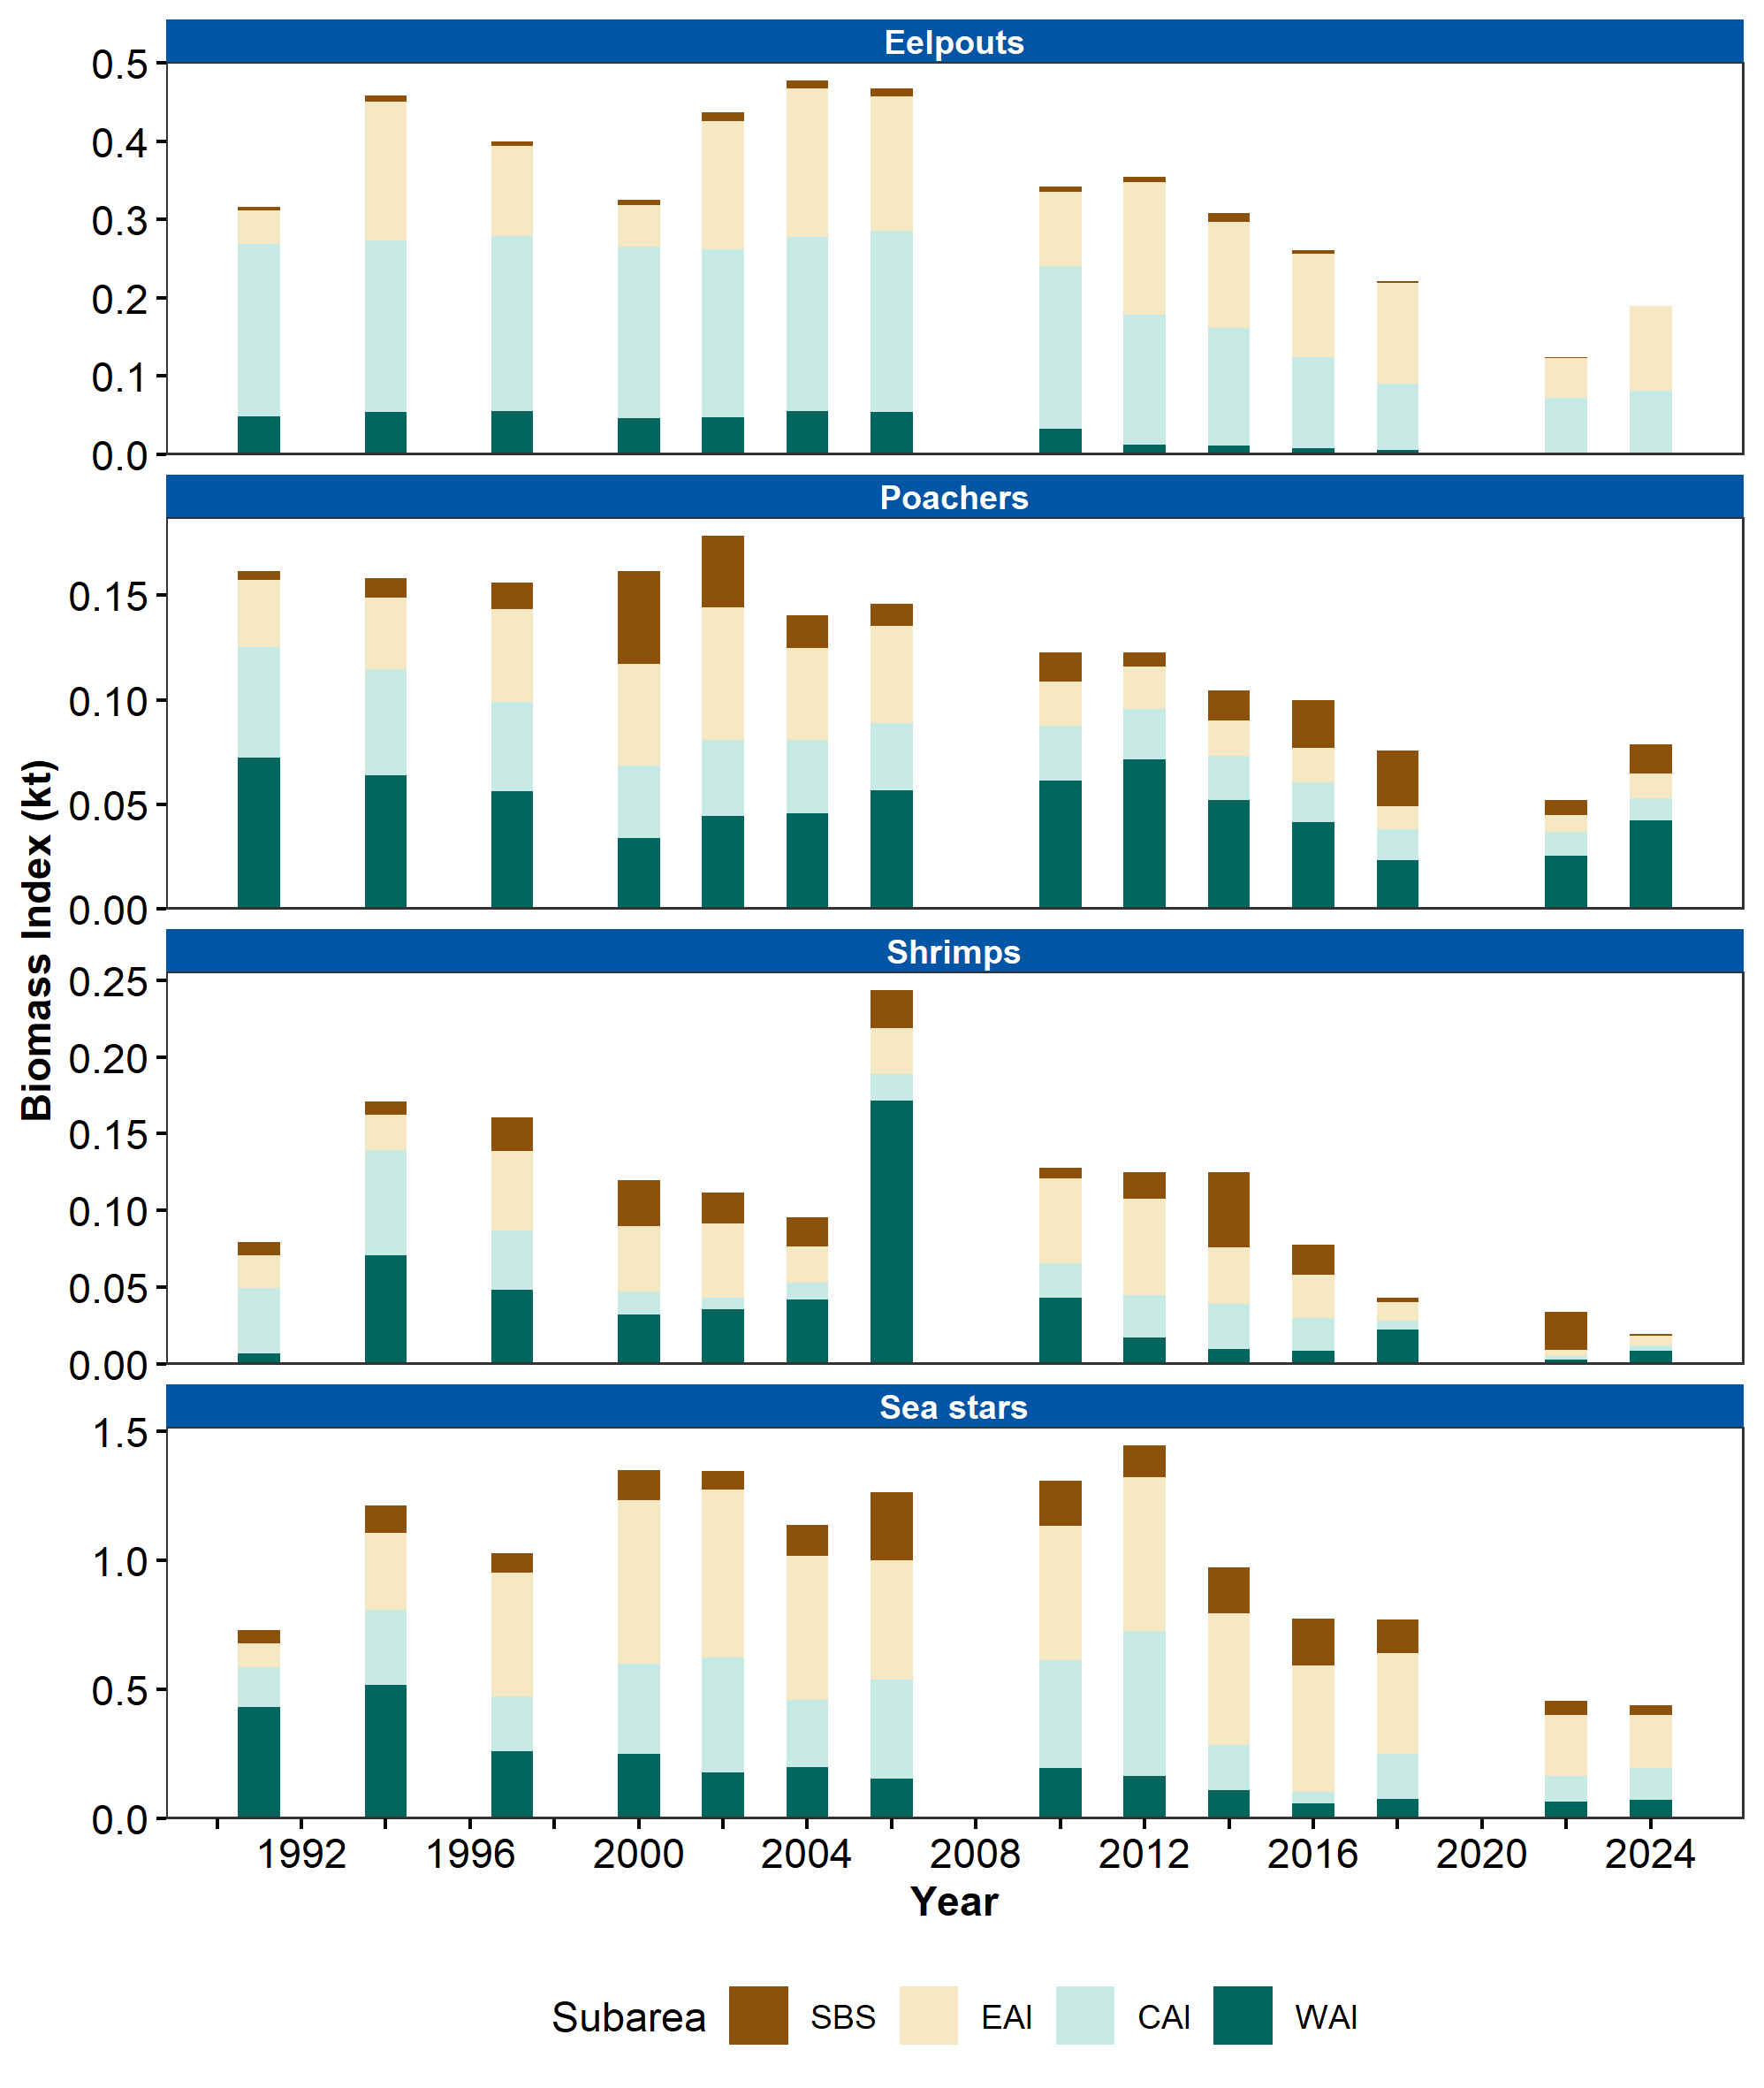 Eelpouts
0.5
0.4
0.3
0.2
0.1
0.0
Poachers
0.15
0.10
0.05
0.00
Biomass Index (kt)
Shrimps
0.25
0.20
0.15
0.10
0.05
0.00
Sea stars
1.5
1.0
0.5
0.0
1992 1996 2000 2004 2008 2012 2016 2020 2024
Year
Subarea SBS EAI CAI WAI